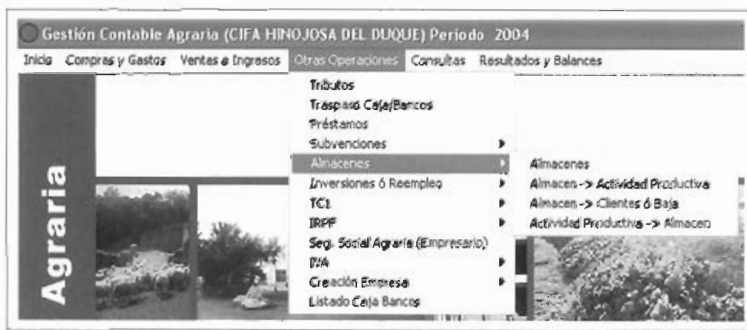 Gestión Contable Agraria (CIFA HINOJOSA DEL DUQUE) Periodo 2004
Inicio Compras y Gastos Ventas e Ingresos Otras Operaciones Consultas Resultados y Balances
Tributos
Traspaso Caja/Bancos
Préstamos
Subvenciones
Almacenes
Inversiones ó Reempleo
TC1
IRPF
Seg. Social Agraria (Empresario)
IVA
Creación Empresa
Listado Caja Bancos
Almacenes
Almacen -> Actividad Productiva
Almacen -> Clientes ó Baja
Actividad Productiva -> Almacen
Agraria